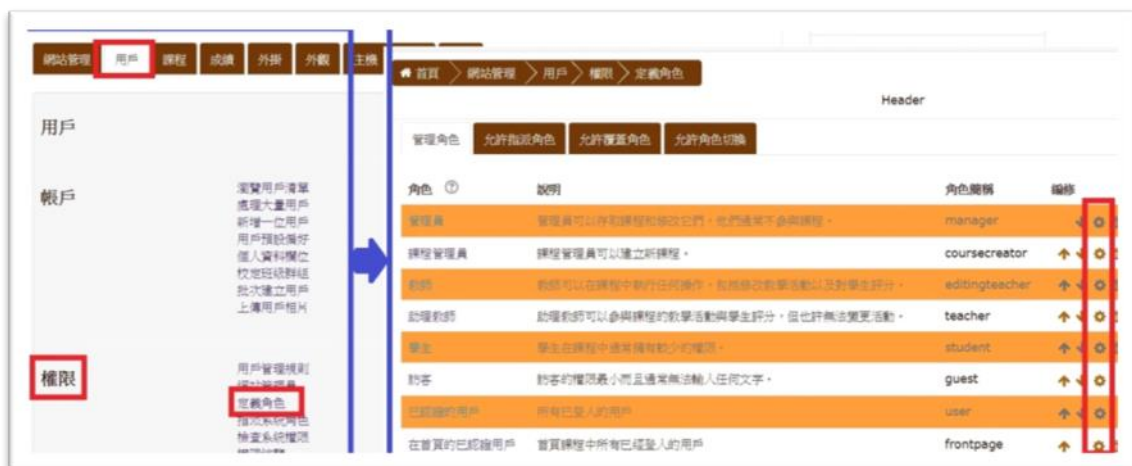 網站管理 用戶 課程 成績 外掛 外觀 主機
用戶
帳戶
瀏覽用戶清單
處理大量用戶
新增一位用戶
用戶預設偏好
個人資料欄位
校定班級群組
批次建立用戶
上傳用戶相片
權限
用戶管理規則
網站管理員
定義角色
指派系統角色
檢查系統權限
首頁 網站管理 用戶 權限 定義角色
Header
管理角色 允許指派角色 允許覆蓋角色 允許角色切換
角色 說明 角色簡稱 編修
管理員 管理員可以存取課程和修改它們，他們通常不參與課程。 manager
課程管理員 課程管理員可以建立新課程。 coursecreator
教師 教師可以在課程中執行任何操作，包括修改教學活動以及對學生評分。 editingteacher
助理教師 助理教師可以參與課程的教學活動與學生評分，但也許無法變更活動。 teacher
學生 學生在課程中通常擁有較少的權限。 student
訪客 訪客的權限最小而且通常無法輸入任何文字。 guest
已認證的用戶 所有已登入的用戶 user
在首頁的已認證用戶 首頁課程中所有已經登入的用戶 frontpage